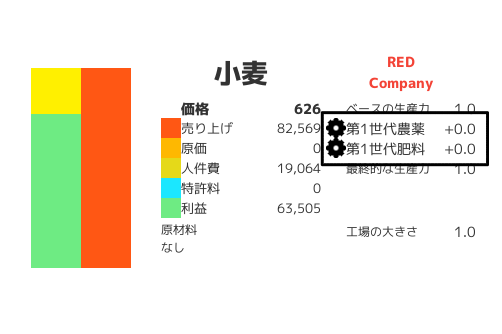 小麦
価格 626
売り上げ 82,569
原価 0
人件費 19,064
特許料 0
利益 63,505
原材料
なし
RED
Company
ベースの生産力 1.0
第1世代農薬 +0.0
第1世代肥料 +0.0
最終的な生産力 1.0
工場の大きさ 1.0